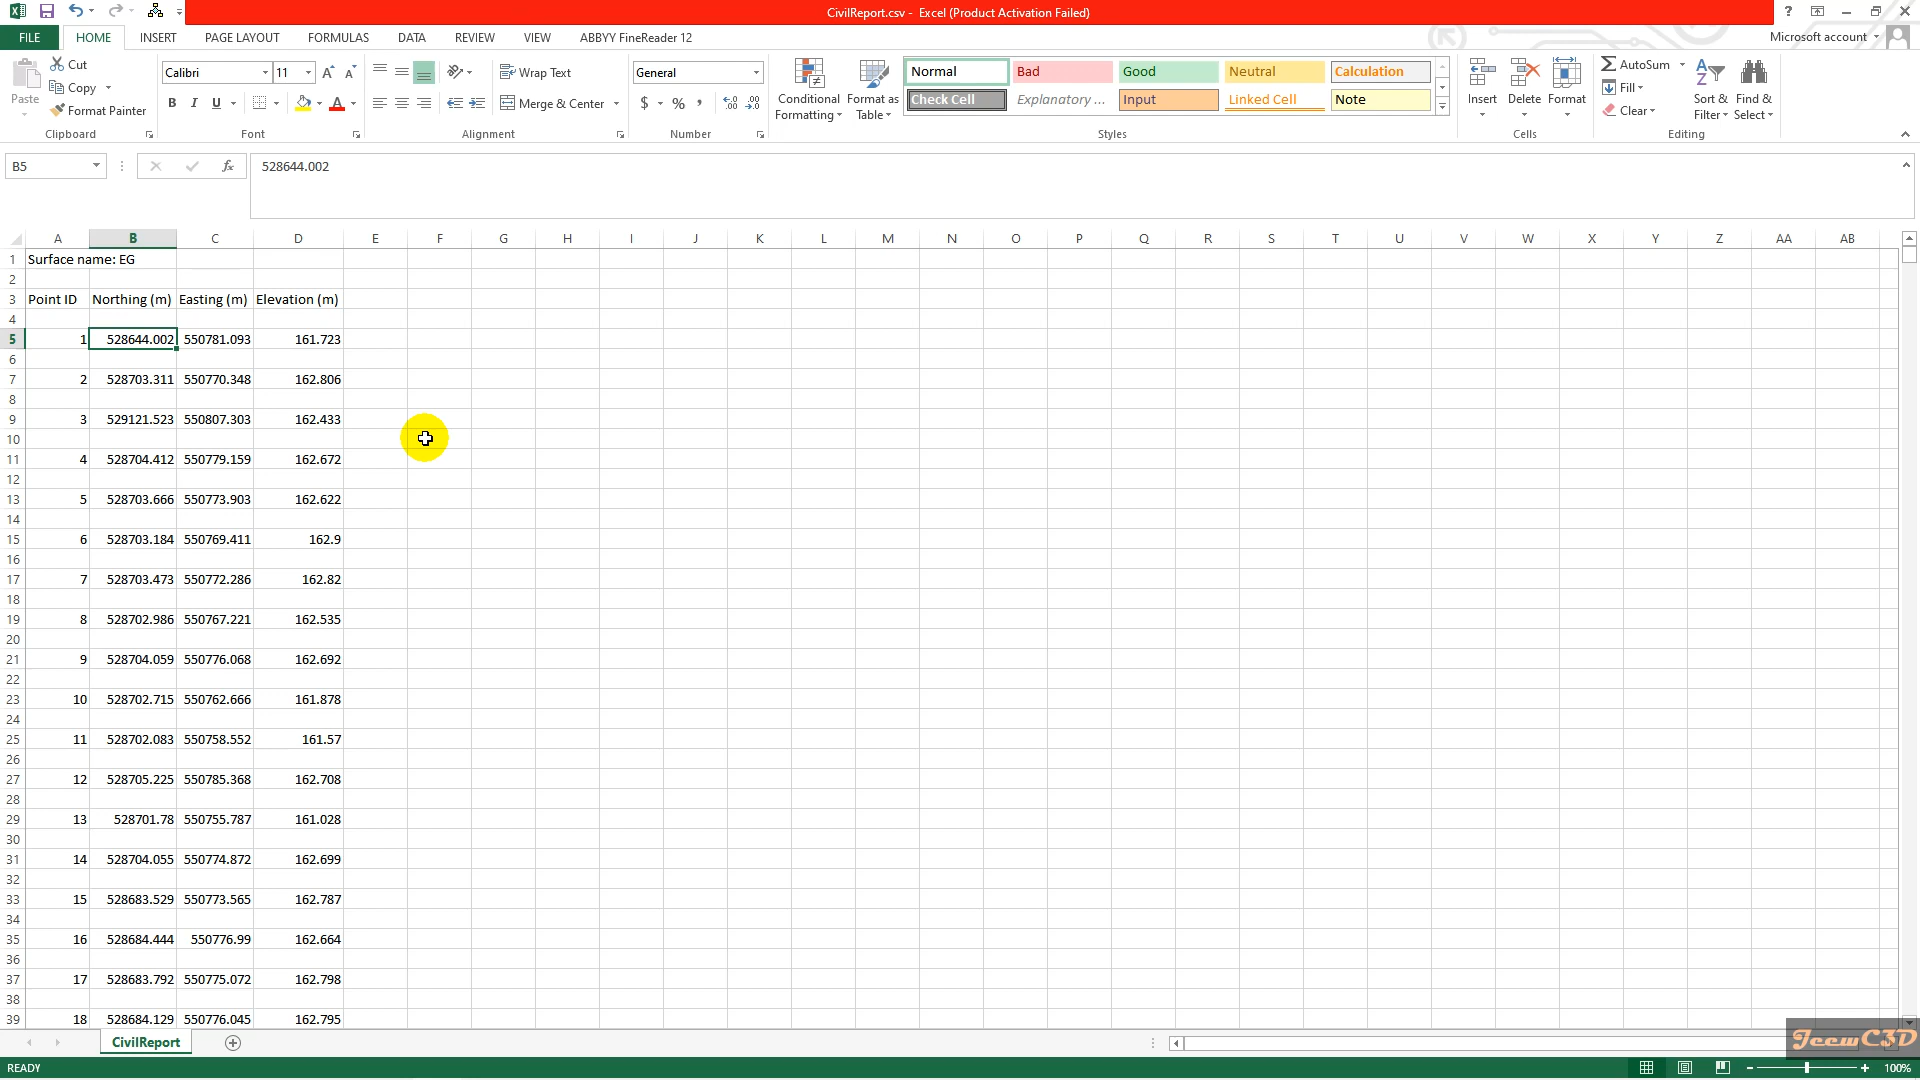 CivilReport.csv - Excel (Product Activation Failed)
?
FILE HOME INSERT PAGE LAYOUT FORMULAS DATA REVIEW VIEW ABBYY FineReader 12 Microsoft account
Paste
Cut
Copy
Format Painter
Clipboard
Calibri 11
B I U
Font
Wrap Text
Merge & Center
Alignment
General
$ % ,
Number
Conditional Formatting
Format as Table
Normal Bad Good Neutral Calculation
Check Cell Explanatory ... Input Linked Cell Note
Styles
Insert Delete Format
Cells
AutoSum
Fill
Clear
Sort & Filter
Find & Select
Editing
B5 fx 528644.002
A B C D E F G H I J K L M N O P Q R S T U V W X Y Z AA AB
1 Surface name: EG
2
3 Point ID Northing (m) Easting (m) Elevation (m)
4
5 1 528644.002 550781.093 161.723
6
7 2 528703.311 550770.348 162.806
8
9 3 529121.523 550807.303 162.433
10
11 4 528704.412 550779.159 162.672
12
13 5 528703.666 550773.903 162.622
14
15 6 528703.184 550769.411 162.9
16
17 7 528703.473 550772.286 162.82
18
19 8 528702.986 550767.221 162.535
20
21 9 528704.059 550776.068 162.692
22
23 10 528702.715 550762.666 161.878
24
25 11 528702.083 550758.552 161.57
26
27 12 528705.225 550785.368 162.708
28
29 13 528701.78 550755.787 161.028
30
31 14 528704.055 550774.872 162.699
32
33 15 528683.529 550773.565 162.787
34
35 16 528684.444 550776.99 162.664
36
37 17 528683.792 550775.072 162.798
38
39 18 528684.129 550776.045 162.795
CivilReport
JeewC3D
READY 100%